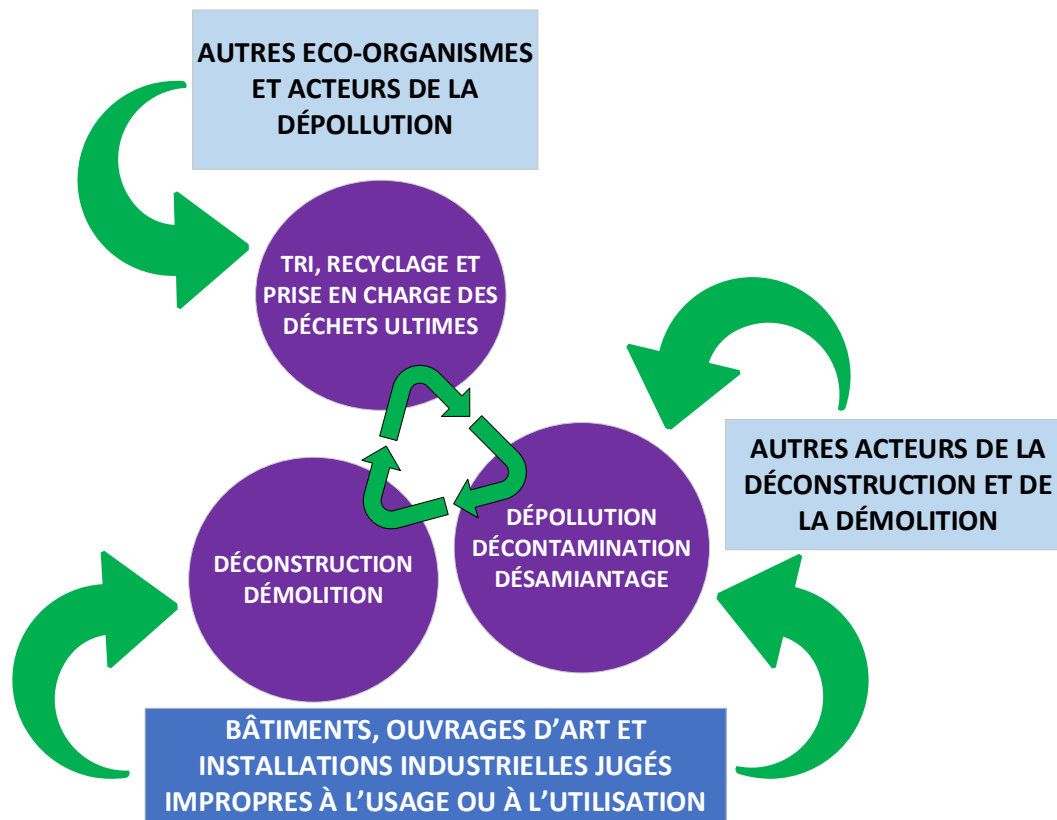 AUTRES ECO-ORGANISMES
ET ACTEURS DE LA
DÉPOLLUTION
TRI, RECYCLAGE ET
PRISE EN CHARGE DES
DÉCHETS ULTIMES
AUTRES ACTEURS DE LA
DÉCONSTRUCTION ET DE
LA DÉMOLITION
DÉPOLLUTION
DÉCONTAMINATION
DÉSAMIANTAGE
DÉCONSTRUCTION
DÉMOLITION
BÂTIMENTS, OUVRAGES D’ART ET
INSTALLATIONS INDUSTRIELLES JUGÉS
IMPROPRES À L’USAGE OU À L’UTILISATION